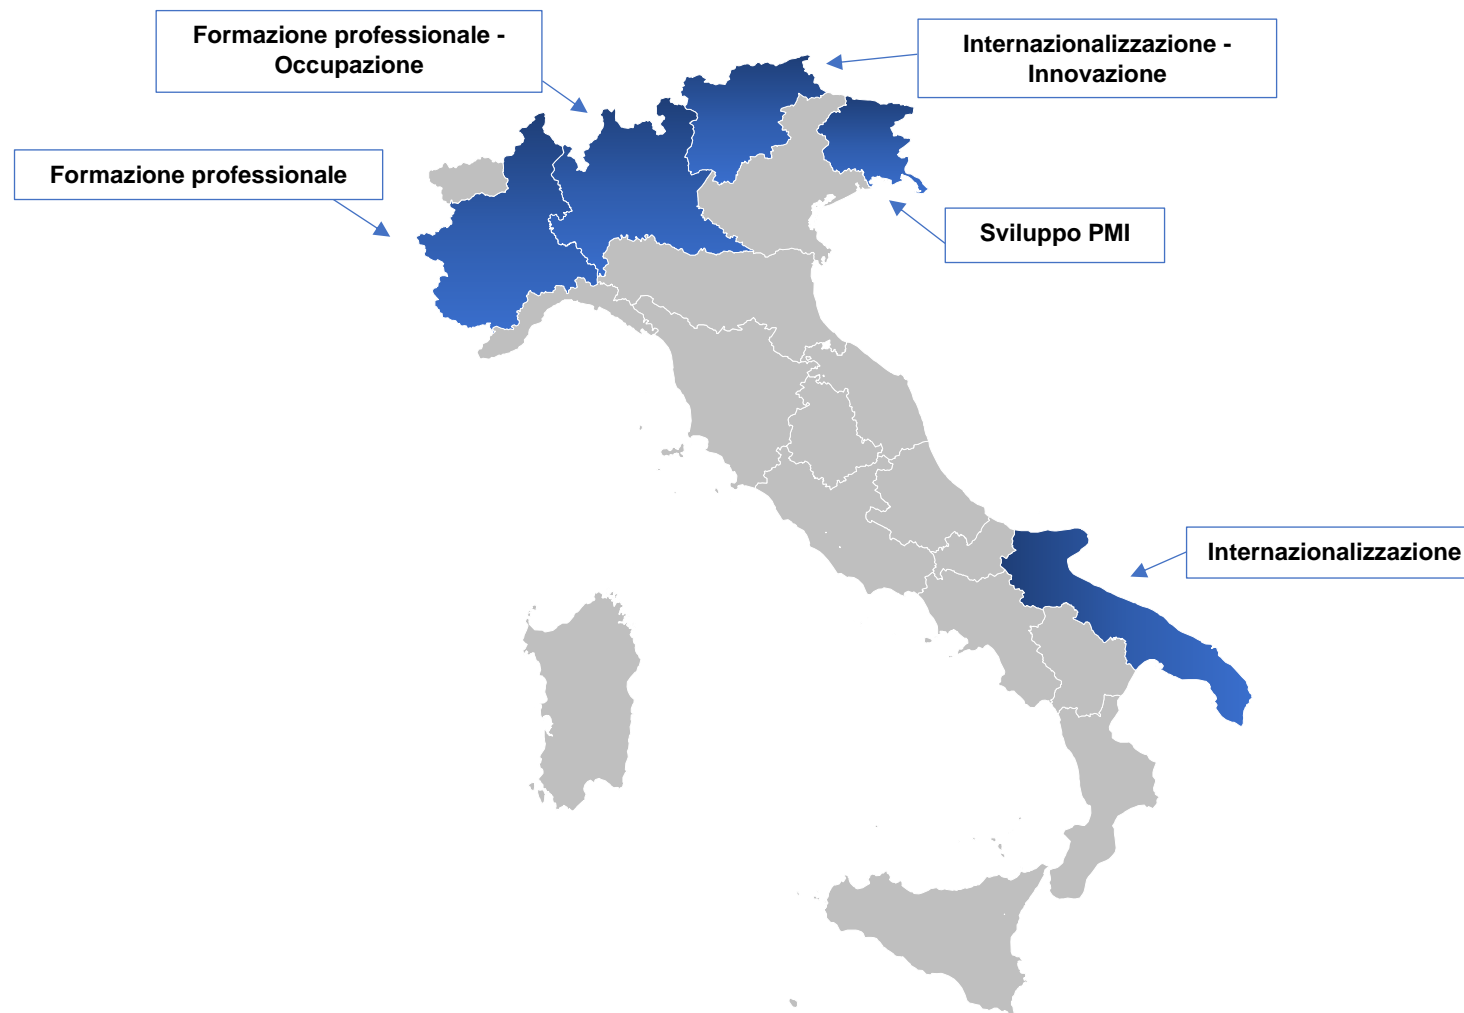 Formazione professionale -
Occupazione
Internazionalizzazione -
Innovazione
Formazione professionale
Sviluppo PMI
Internazionalizzazione